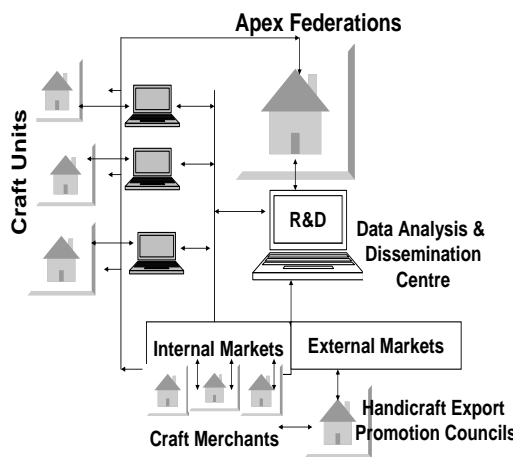 Apex Federations
Craft Units
R&D
Data Analysis &
Dissemination
Centre
Internal Markets
External Markets
Craft Merchants
Handicraft Export
Promotion Councils